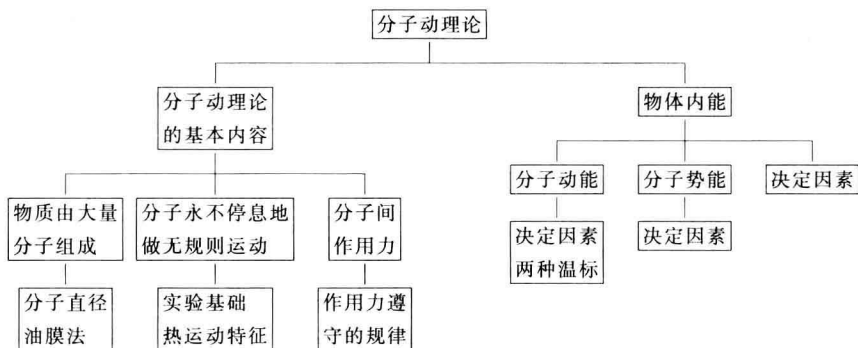 分子动理论
分子动理论
的基本内容
物体内能
分子动能
分子势能
决定因素
物质由大量
分子组成
分子永不停息地
做无规则运动
分子间
作用力
决定因素
两种温标
决定因素
分子直径
油膜法
实验基础
热运动特征
作用力遵
守的规律